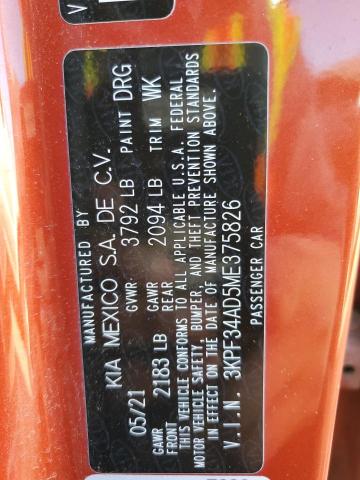 MANUFACTURED BY
KIA MEXICO S.A. DE C.V.
05/21 GVWR: 3792 LB PAINT DRG
GAWR FRONT 2183 LB GAWR REAR 2094 LB TRIM WK
THIS VEHICLE CONFORMS TO ALL APPLICABLE U.S.A. FEDERAL
MOTOR VEHICLE SAFETY, BUMPER, AND THEFT PREVENTION STANDARDS
IN EFFECT ON THE DATE OF MANUFACTURE SHOWN ABOVE.
V.I.N. 3KPF34AD5ME375826
PASSENGER CAR